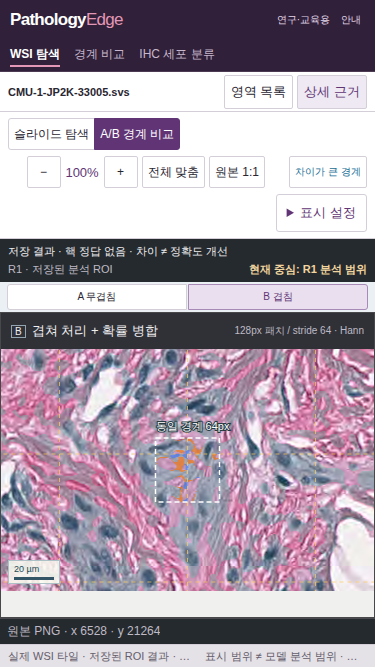 PathologyEdge
연구·교육용 안내
WSI 탐색 경계 비교 IHC 세포 분류
CMU-1-JP2K-33005.svs 영역 목록 상세 근거
슬라이드 탐색 A/B 경계 비교
− 100% + 전체 맞춤 원본 1:1 차이가 큰 경계
▶ 표시 설정
저장 결과 · 핵 정답 없음 · 차이 ≠ 정확도 개선
R1 · 저장된 분석 ROI 현재 중심: R1 분석 범위
A 무겹침 B 겹침
B 겹쳐 처리 + 확률 병합 128px 패치 / stride 64 · Hann
동일 경계 64px
20 µm
원본 PNG · x 6528 · y 21264
실제 WSI 타일 · 저장된 ROI 결과 · ... 표시 범위 ≠ 모델 분석 범위 · ...